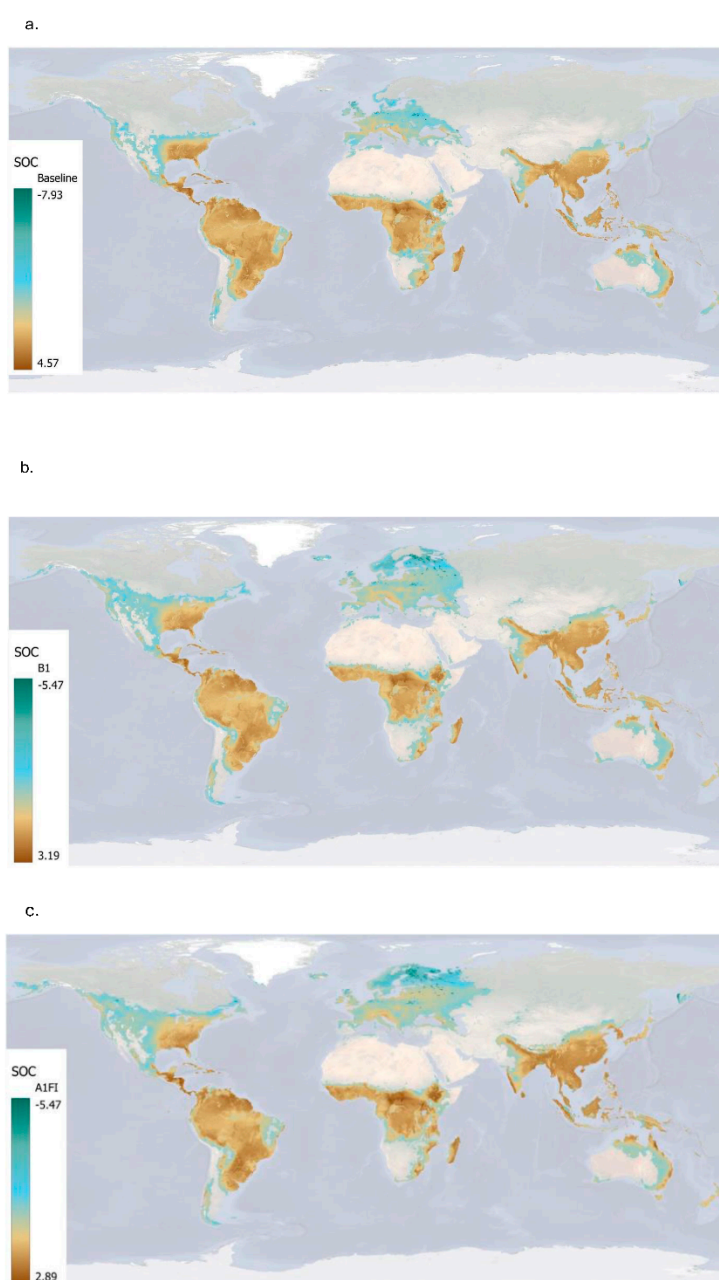 a.
SOC
Baseline
-7.93
4.57
b.
SOC
B1
-5.47
3.19
c.
SOC
A1FI
-5.47
2.89